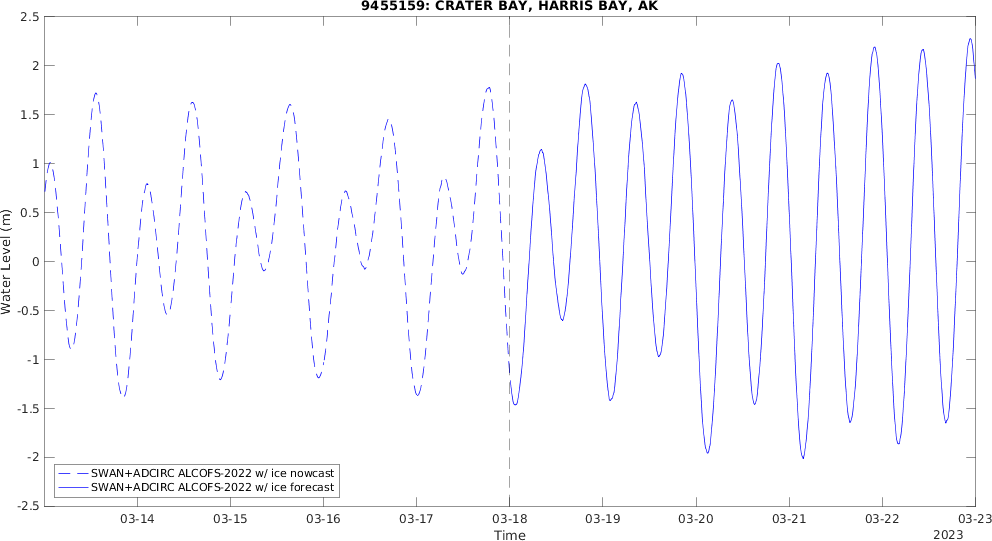 9455159: CRATER BAY, HARRIS BAY, AK
2.5
2
1.5
1
0.5
0
-0.5
-1
-1.5
-2
-2.5
Water Level (m)
SWAN+ADCIRC ALCOFS-2022 w/ ice nowcast
SWAN+ADCIRC ALCOFS-2022 w/ ice forecast
03-14 03-15 03-16 03-17 03-18 03-19 03-20 03-21 03-22 03-23
Time
2023